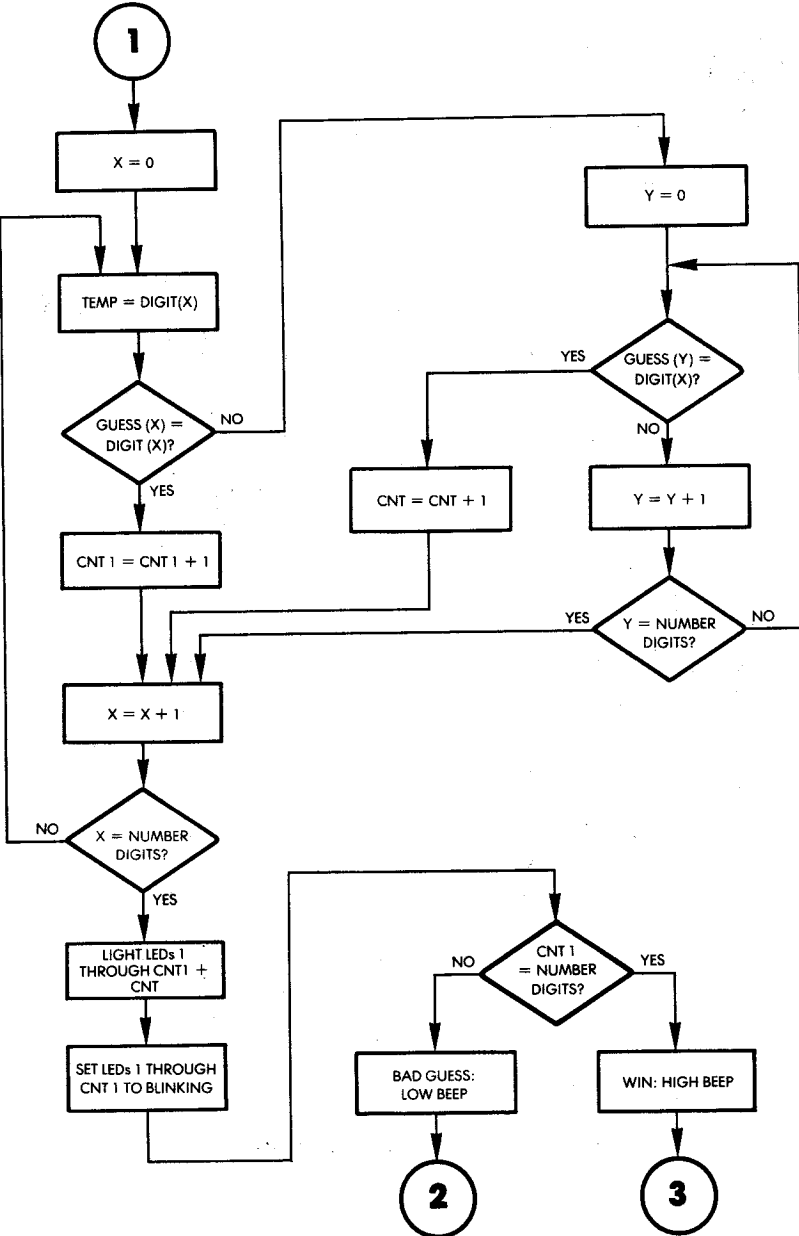 1
X = 0
TEMP = DIGIT(X)
GUESS (X) =
DIGIT (X)?
NO
YES
CNT 1 = CNT 1 + 1
X = X + 1
X = NUMBER
DIGITS?
NO
YES
LIGHT LEDs 1
THROUGH CNT1 +
CNT
SET LEDs 1 THROUGH
CNT 1 TO BLINKING
Y = 0
GUESS (Y) =
DIGIT(X)?
YES
NO
CNT = CNT + 1
Y = Y + 1
Y = NUMBER
DIGITS?
YES
NO
CNT 1
= NUMBER
DIGITS?
NO
YES
BAD GUESS:
LOW BEEP
WIN: HIGH BEEP
2
3